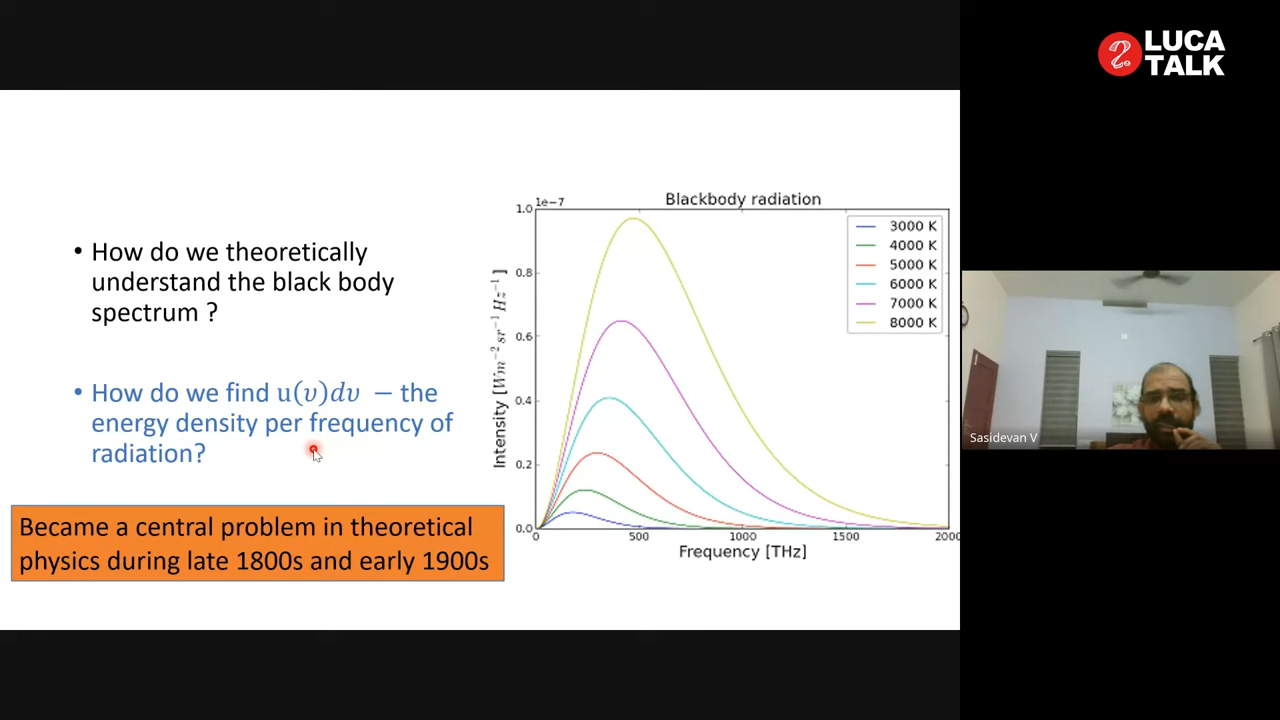 LUCA
TALK
• How do we theoretically
understand the black body
spectrum ?
• How do we find u(υ)dυ − the
energy density per frequency of
radiation?
Became a central problem in theoretical
physics during late 1800s and early 1900s
Blackbody radiation
1e−7
1.0
0.8
0.6
0.4
0.2
0.0
Intensity [Wm⁻² sr⁻¹ Hz⁻¹]
0 500 1000 1500 2000
Frequency [THz]
3000 K
4000 K
5000 K
6000 K
7000 K
8000 K
Sasidevan V